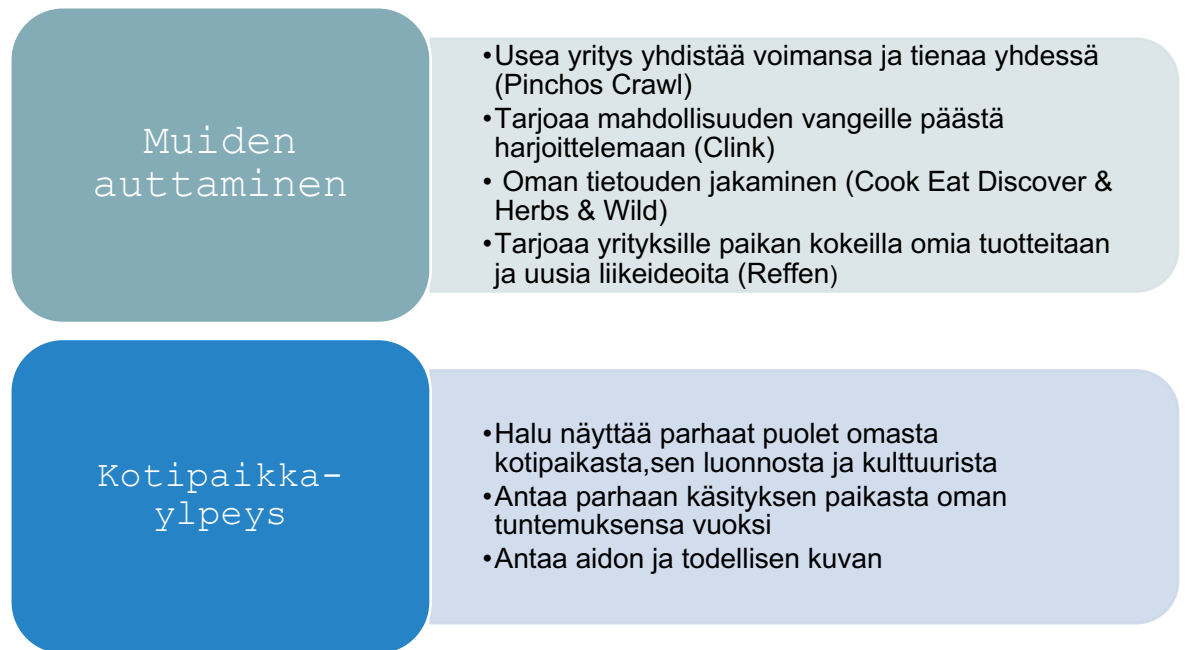 Muiden
auttaminen
•Usea yritys yhdistää voimansa ja tienaa yhdessä
(Pinchos Crawl)
•Tarjoaa mahdollisuuden vangeille päästä
harjoittelemaan (Clink)
• Oman tietouden jakaminen (Cook Eat Discover &
Herbs & Wild)
•Tarjoaa yrityksille paikan kokeilla omia tuotteitaan
ja uusia liikeideoita (Reffen)
Kotipaikka-
ylpeys
•Halu näyttää parhaat puolet omasta
kotipaikasta,sen luonnosta ja kulttuurista
•Antaa parhaan käsityksen paikasta oman
tuntemuksensa vuoksi
•Antaa aidon ja todellisen kuvan